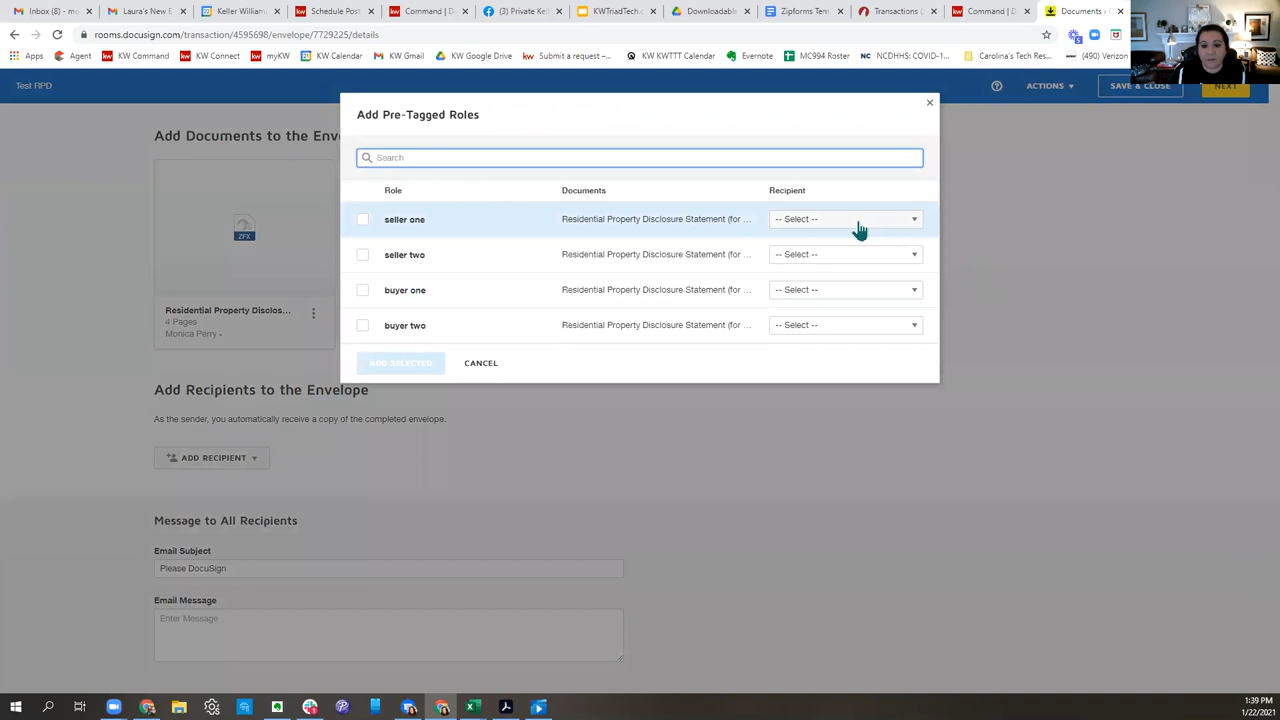 Inbox (8) - mo
Laura's New E
Keller William
Schedule Post
Command | D
(3) Private Ke
KWTriadTech.c
Downloadabl
Zipforms Tem
Transactions (
Command | D
Documents -
rooms.docusign.com/transaction/4595698/envelope/7729225/details
Apps
Agent
KW Command
KW Connect
myKW
KW Calendar
KW Gmail
KW Google Drive
Submit a request –...
KW KWTTT Calendar
Evernote
MC994 Roster
NC NCDHHS: COVID-1...
Carolina's Tech Res...
(490) Verizon
Test RPD
ACTIONS
SAVE & CLOSE
NEXT
Add Documents to the Enve
ZFX
Residential Property Disclos...
4 Pages
Monica Perry
Add Pre-Tagged Roles
Search
Role Documents Recipient
seller one Residential Property Disclosure Statement (for ... -- Select --
seller two Residential Property Disclosure Statement (for ... -- Select --
buyer one Residential Property Disclosure Statement (for ... -- Select --
buyer two Residential Property Disclosure Statement (for ... -- Select --
ADD SELECTED CANCEL
Add Recipients to the Envelope
As the sender, you automatically receive a copy of the completed envelope.
ADD RECIPIENT
Message to All Recipients
Email Subject
Please DocuSign
Email Message
Enter Message
1:39 PM
1/22/2021